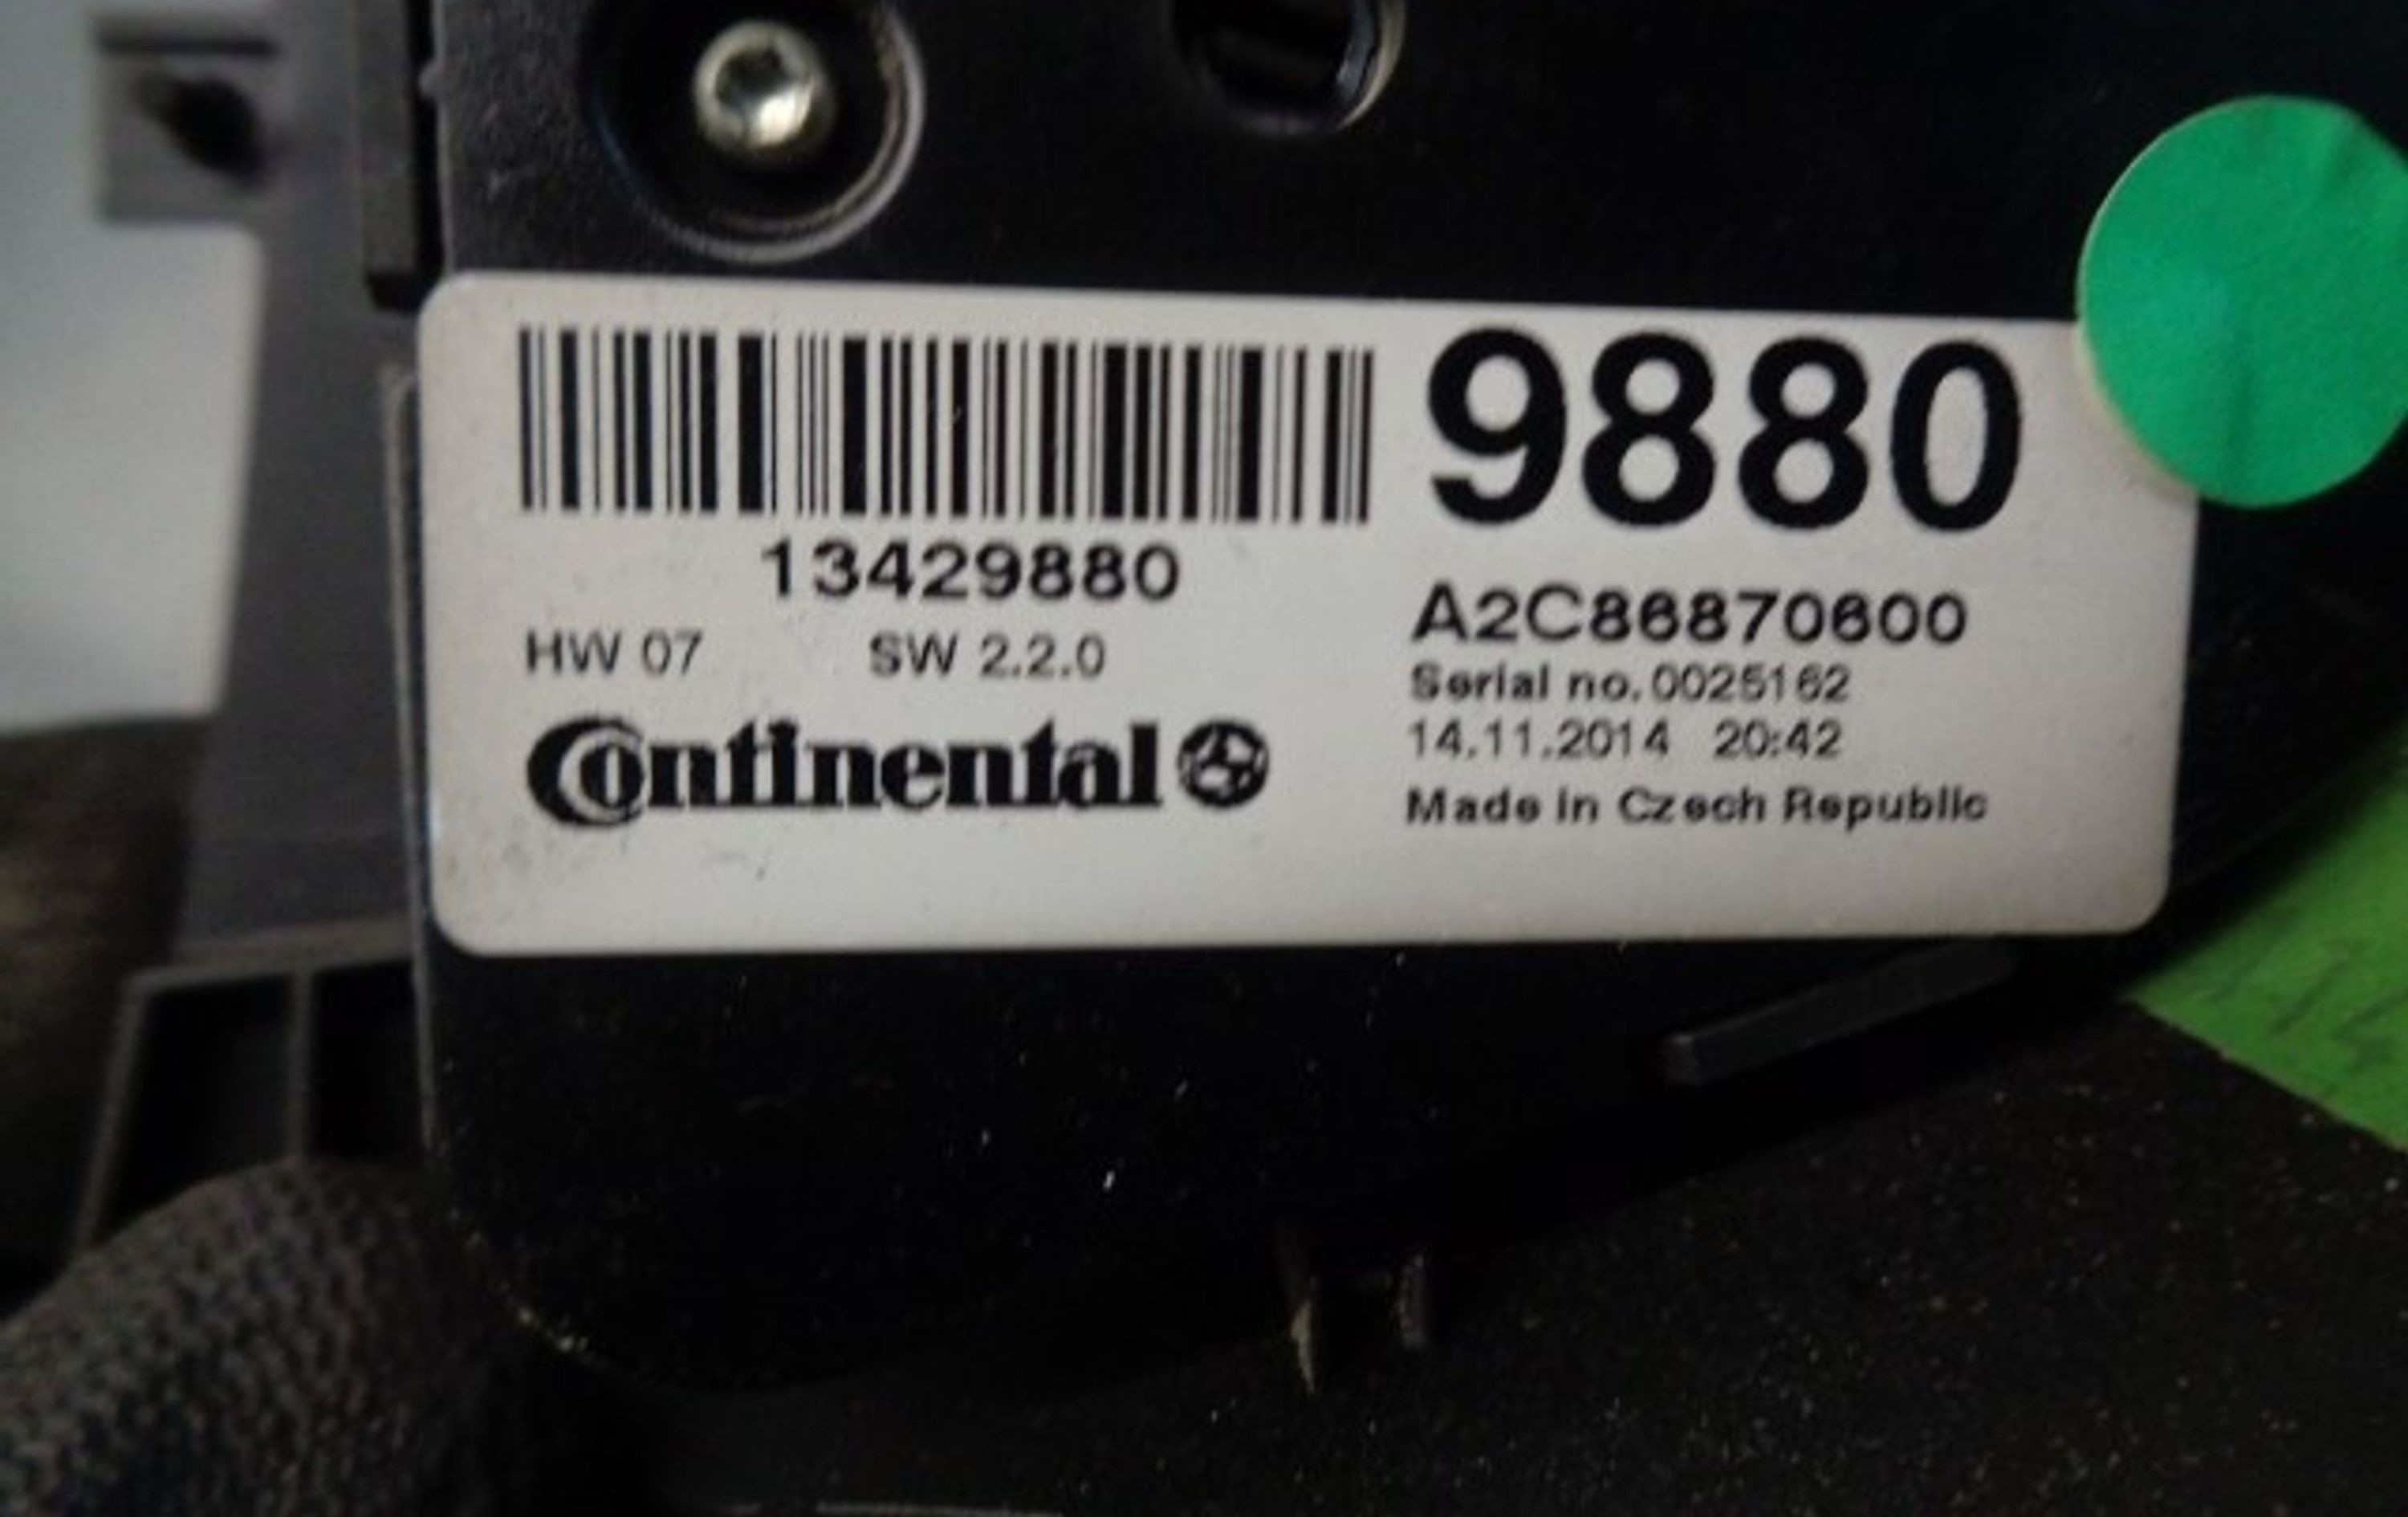 9880
13429880
A2C86870600
HW 07 SW 2.2.0
Serial no.0025162
14.11.2014 20:42
Continental
Made in Czech Republic